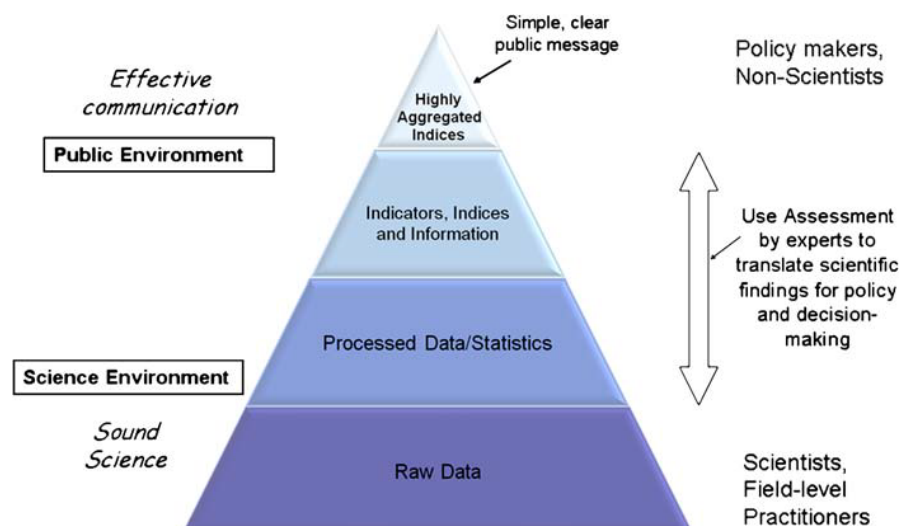 Simple, clear
public message
Policy makers,
Non-Scientists
Effective
communication
Highly
Aggregated
Indices
Public Environment
Indicators, Indices
and Information
Use Assessment
by experts to
translate scientific
findings for policy
and decision-
making
Processed Data/Statistics
Science Environment
Sound
Science
Raw Data
Scientists,
Field-level
Practitioners